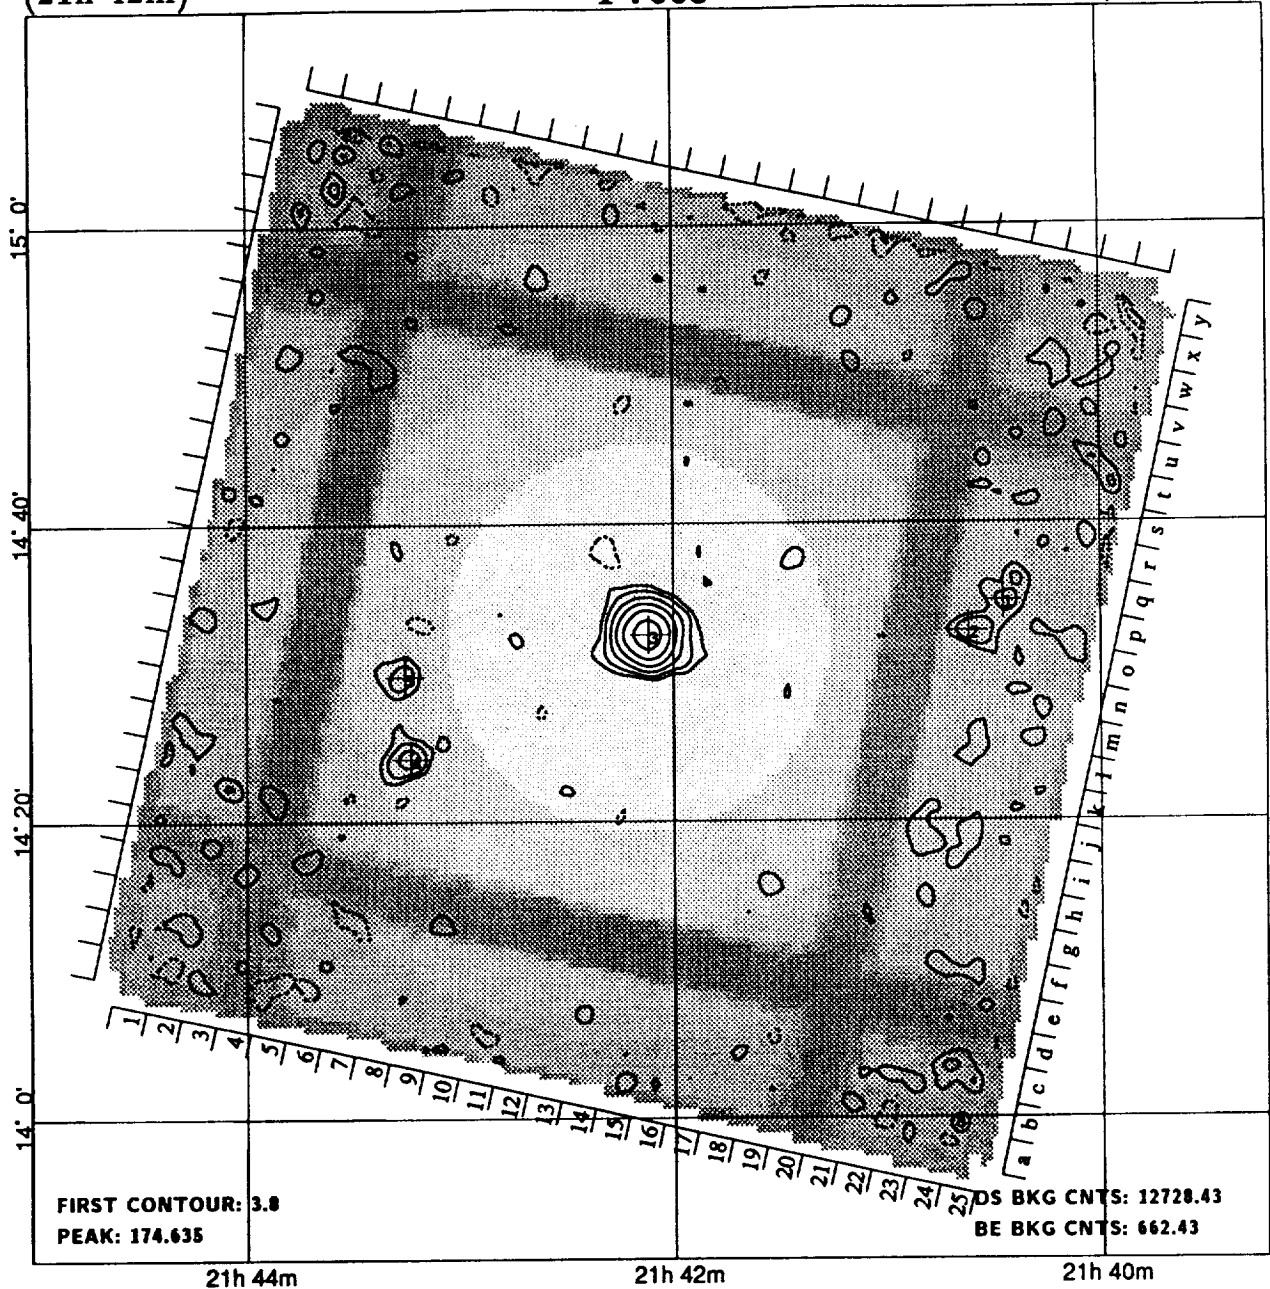 15° 0'
14° 40'
14° 20'
14° 0'
y
x
w
v
u
t
s
r
q
p
o
n
m
l
k
j
i
h
g
f
e
d
c
b
a
1 2 3 4 5 6 7 8 9 10 11 12 13 14 15 16 17 18 19 20 21 22 23 24 25
FIRST CONTOUR: 3.8
PEAK: 174.635
DS BKG CNTS: 12728.43
BE BKG CNTS: 662.43
21h 44m 21h 42m 21h 40m